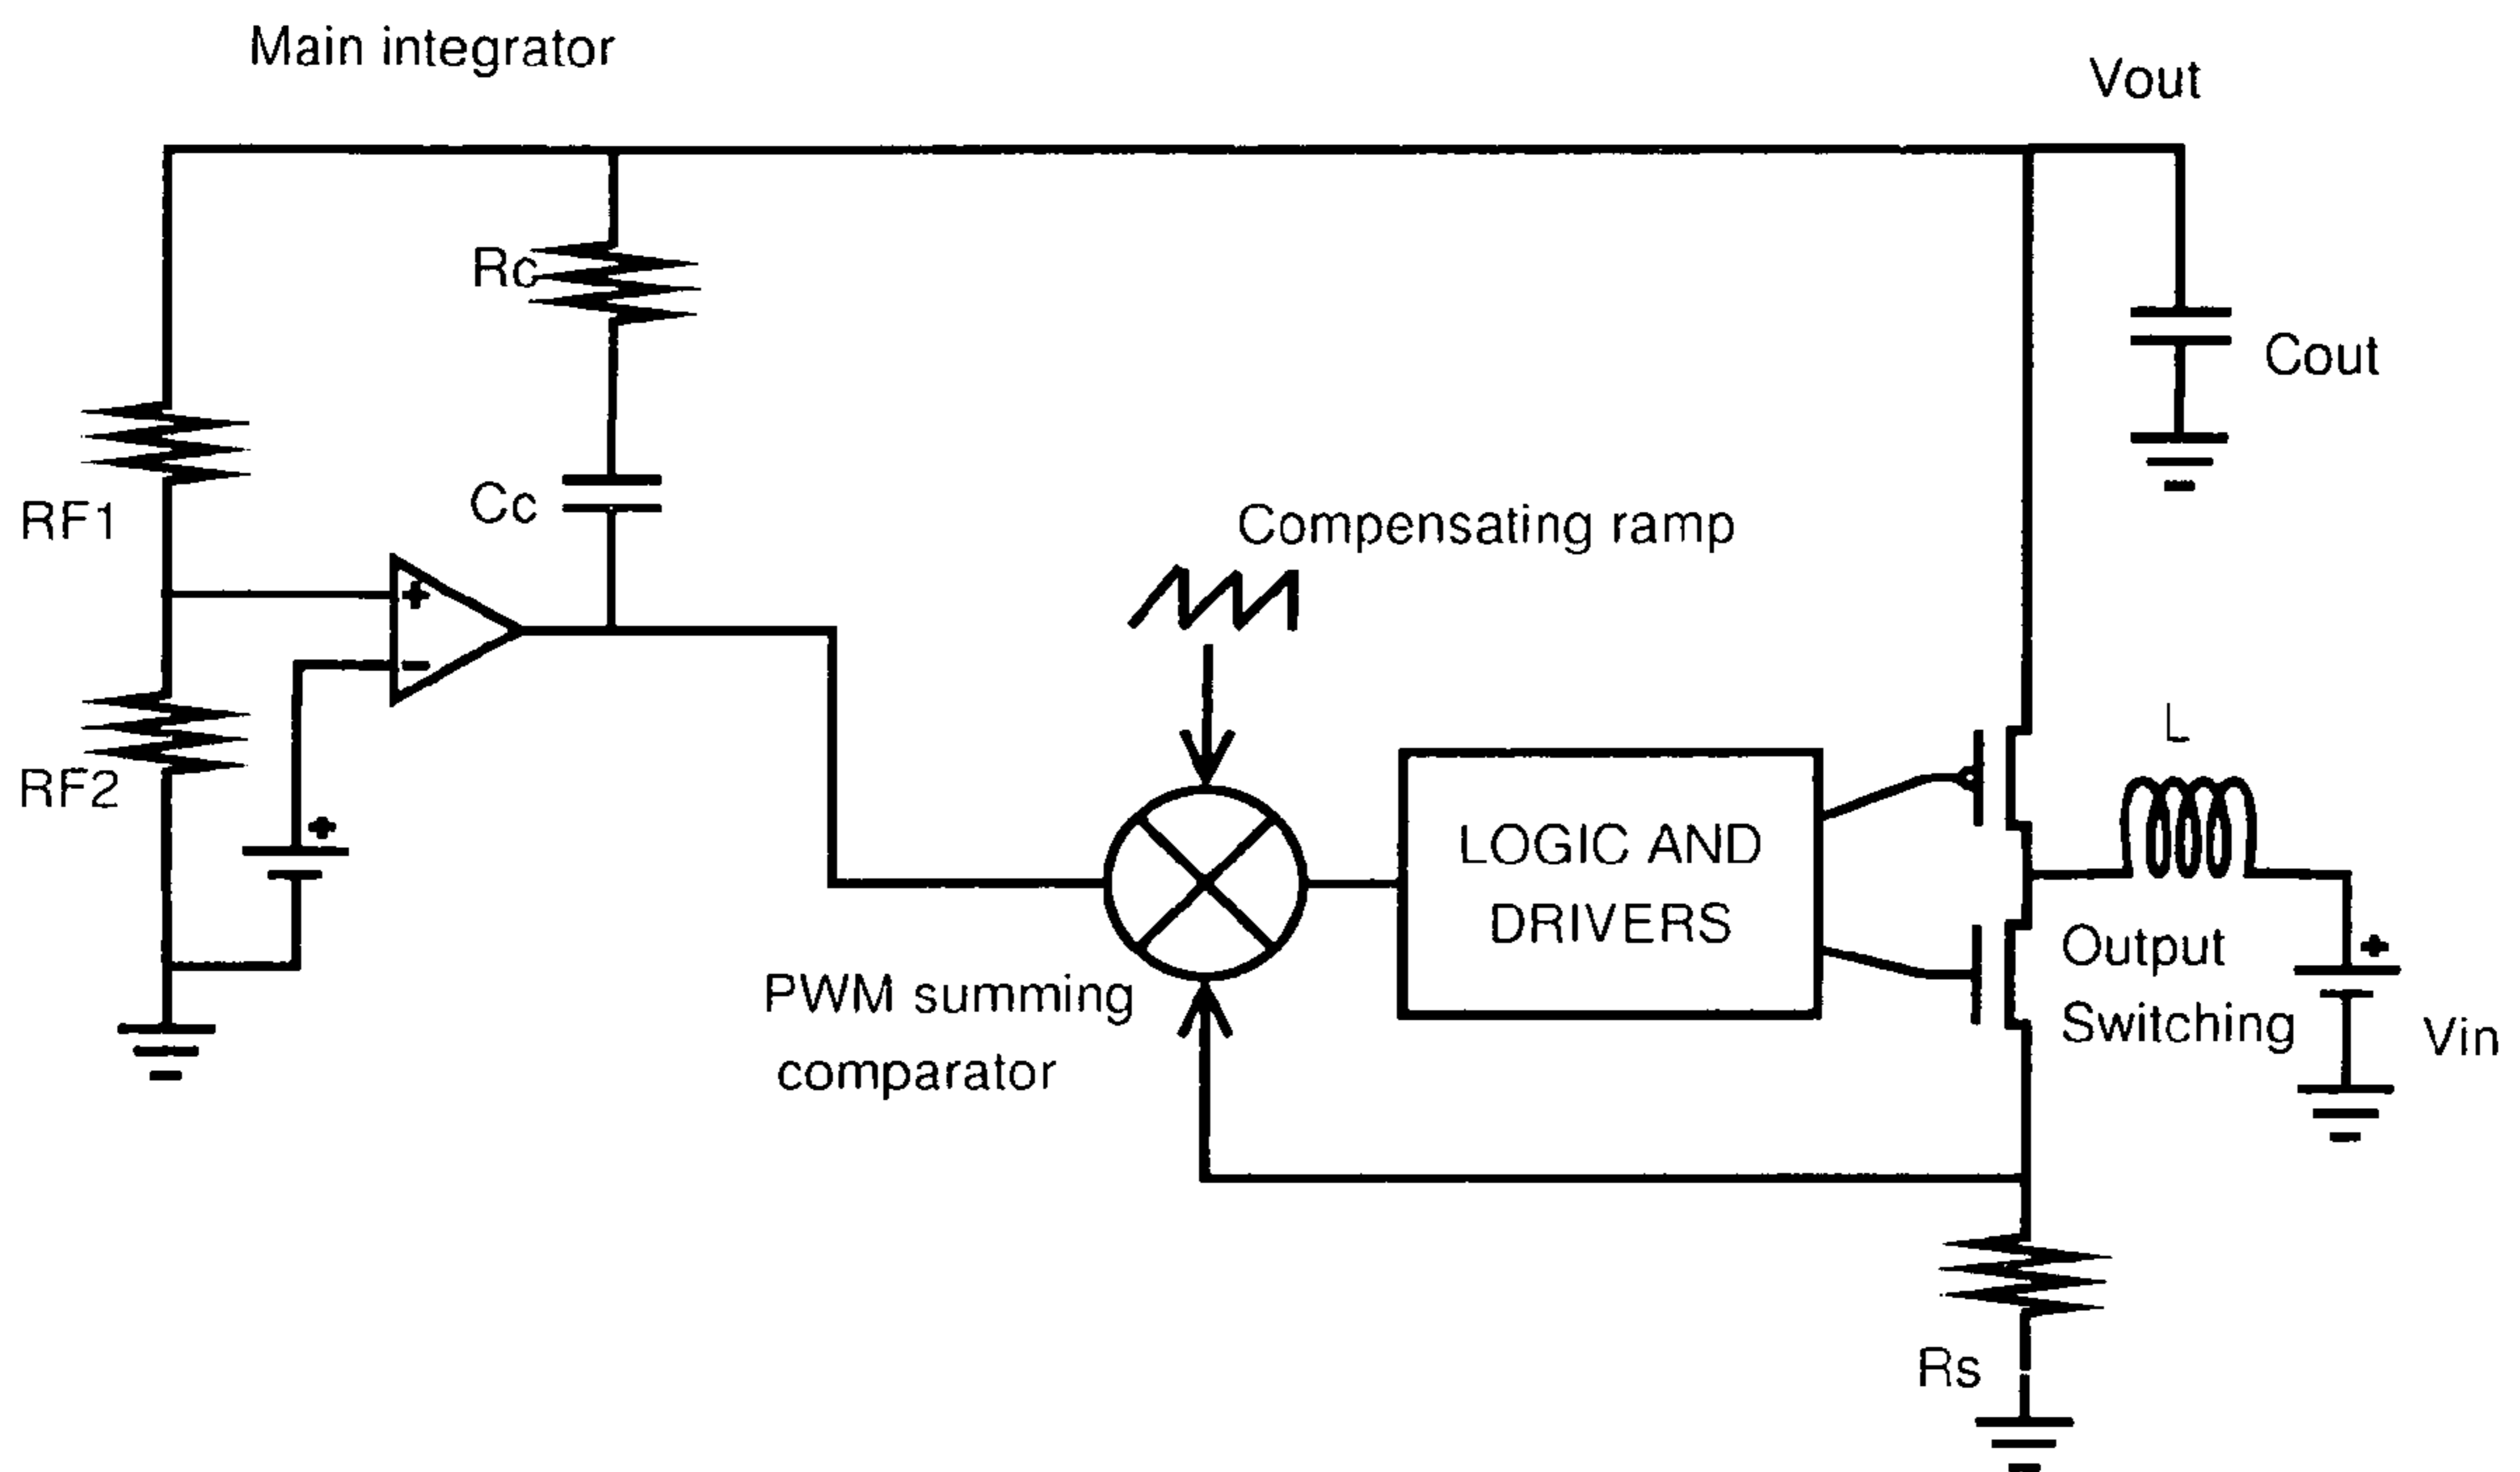 Main integrator
Vout
Rc
Cout
Cc
RF1
Compensating ramp
+
−
L
RF2
+
LOGIC AND
DRIVERS
Output
Switching
+
PWM summing
comparator
Vin
Rs